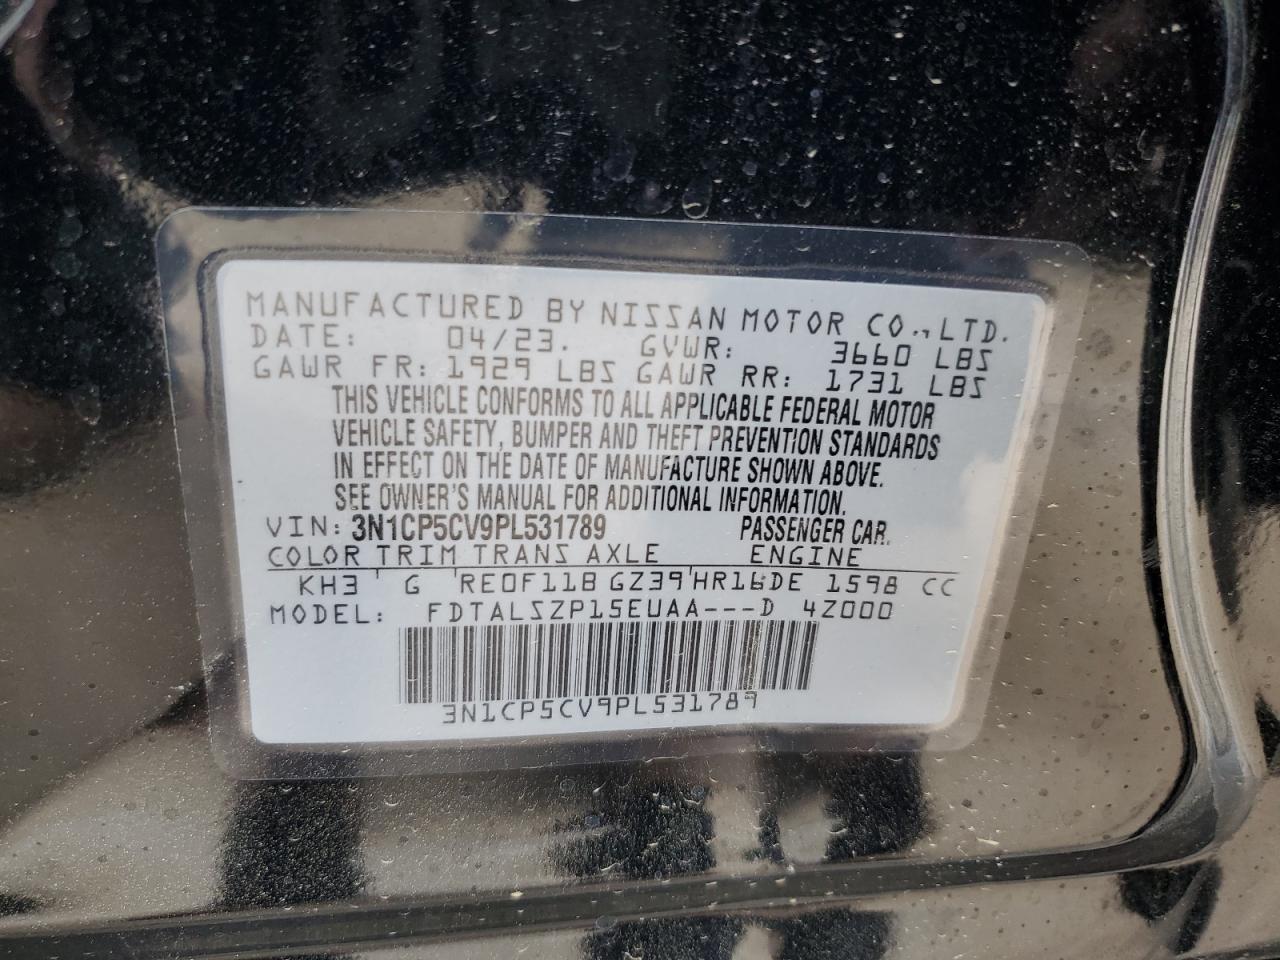 MANUFACTURED BY NISSAN MOTOR CO., LTD.
DATE: 04/23. GVWR: 3660 LBS
GAWR FR: 1929 LBS GAWR RR: 1731 LBS
THIS VEHICLE CONFORMS TO ALL APPLICABLE FEDERAL MOTOR
VEHICLE SAFETY, BUMPER AND THEFT PREVENTION STANDARDS
IN EFFECT ON THE DATE OF MANUFACTURE SHOWN ABOVE.
SEE OWNER'S MANUAL FOR ADDITIONAL INFORMATION.
VIN: 3N1CP5CV9PL531789 PASSENGER CAR.
COLOR TRIM TRANS AXLE ENGINE
KH3 G RE0F11B GZ39 HR16DE 1598 CC
MODEL: FDTALSZP15EUAA---D 4Z000
3N1CP5CV9PL531789